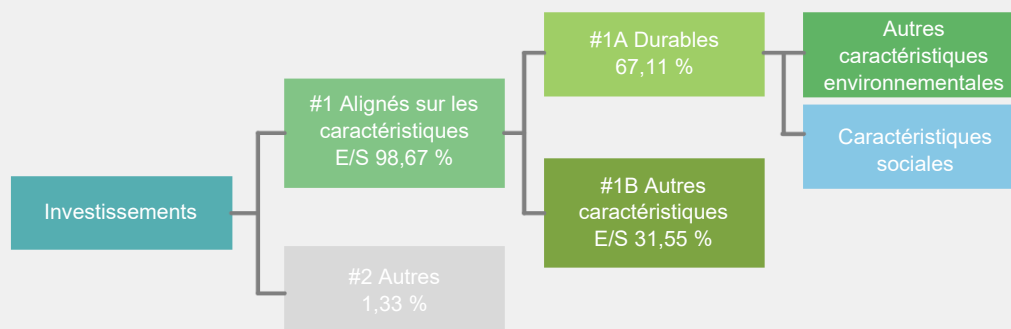 Investissements
#1 Alignés sur les
caractéristiques
E/S 98,67 %
#2 Autres
1,33 %
#1A Durables
67,11 %
#1B Autres
caractéristiques
E/S 31,55 %
Autres
caractéristiques
environnementales
Caractéristiques
sociales